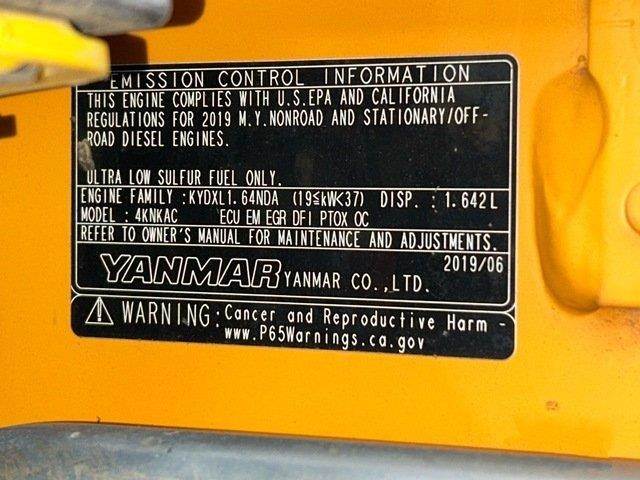 EMISSION CONTROL INFORMATION
THIS ENGINE COMPLIES WITH U.S.EPA AND CALIFORNIA
REGULATIONS FOR 2019 M.Y.NONROAD AND STATIONARY/OFF-
ROAD DIESEL ENGINES.
ULTRA LOW SULFUR FUEL ONLY.
ENGINE FAMILY :KYDXL1.64NDA (19≦kW<37) DISP. :1.642L
MODEL : 4KNKAC ECU EM EGR DFI PTOX OC
REFER TO OWNER'S MANUAL FOR MAINTENANCE AND ADJUSTMENTS.
2019/06
YANMAR YANMAR CO.,LTD.
⚠ WARNING: Cancer and Reproductive Harm -
www.P65Warnings.ca.gov